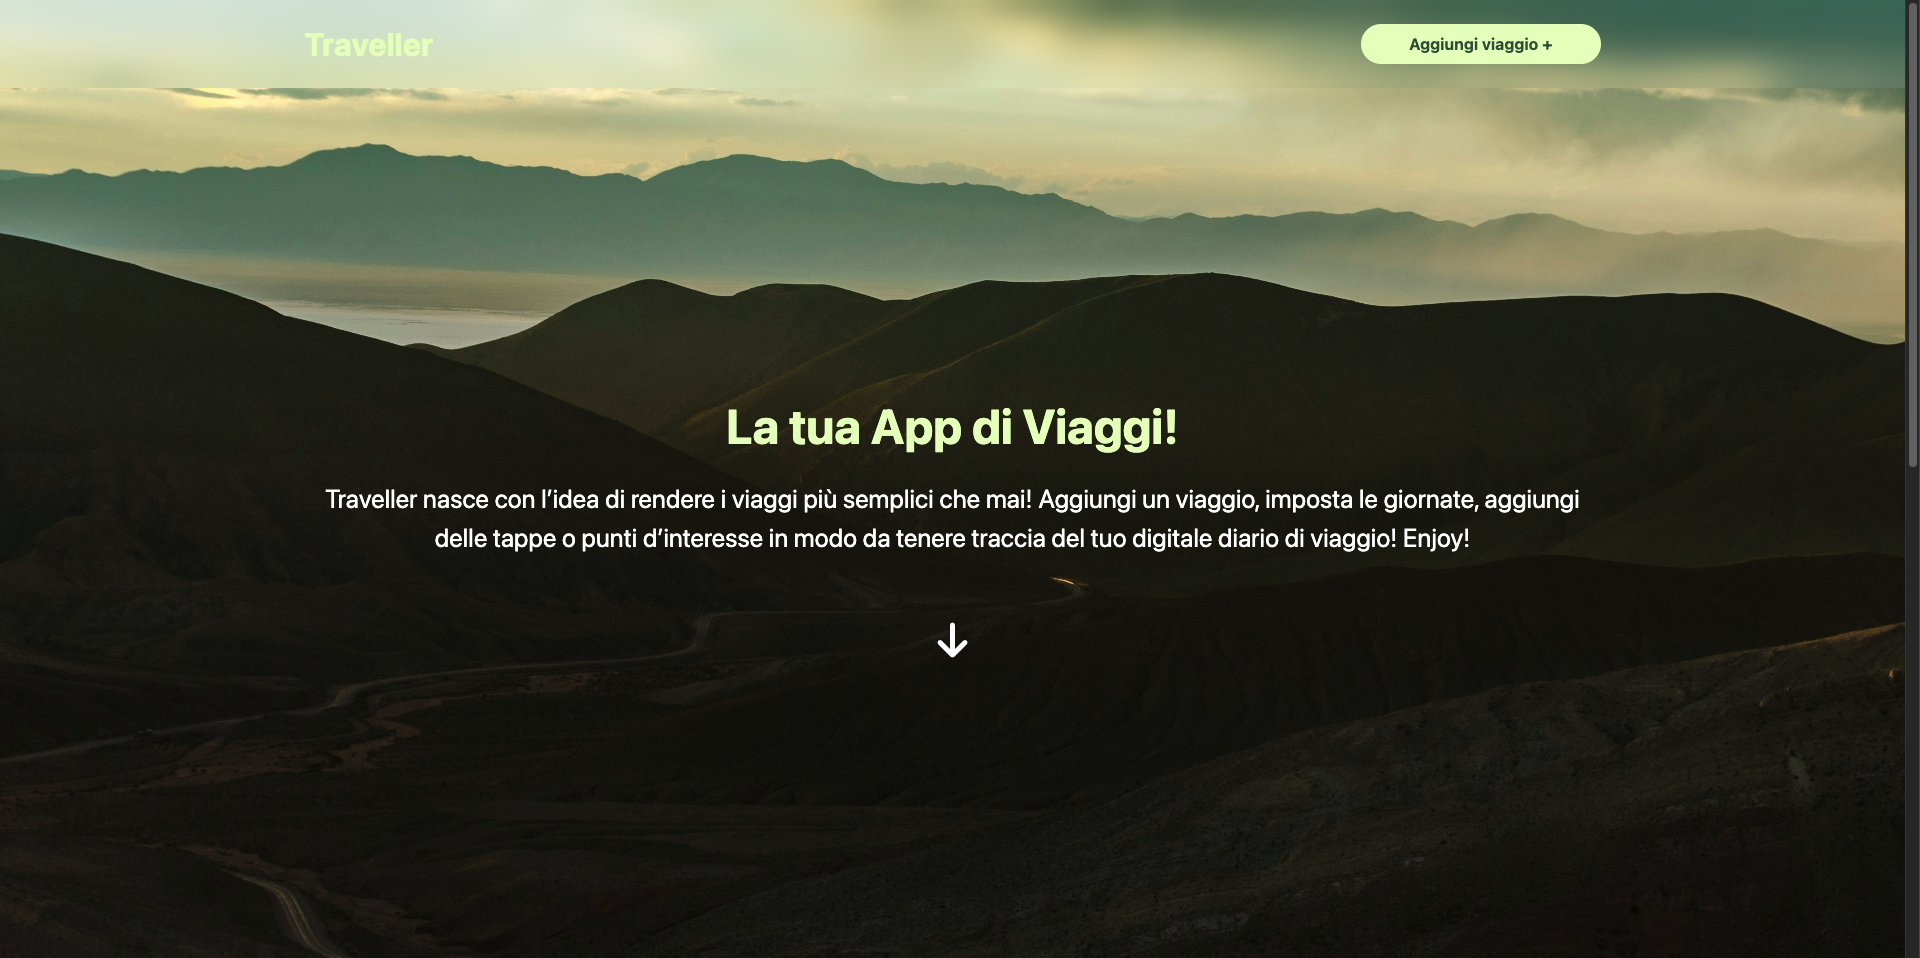 Traveller
Aggiungi viaggio +
La tua App di Viaggi!
Traveller nasce con l’idea di rendere i viaggi più semplici che mai! Aggiungi un viaggio, imposta le giornate, aggiungi
delle tappe o punti d’interesse in modo da tenere traccia del tuo digitale diario di viaggio! Enjoy!